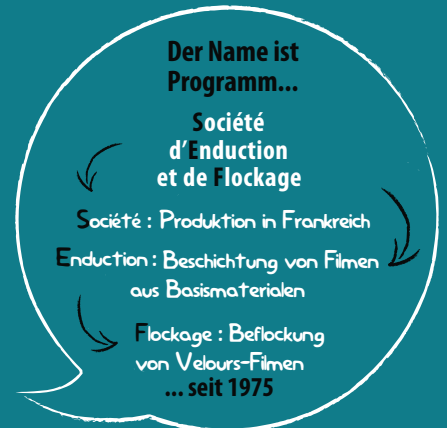 Der Name ist
Programm...
Société
d'Enduction
et de Flockage
Société : Produktion in Frankreich
Enduction : Beschichtung von Filmen
aus Basismaterialen
Flockage : Beflockung
von Velours-Filmen
... seit 1975